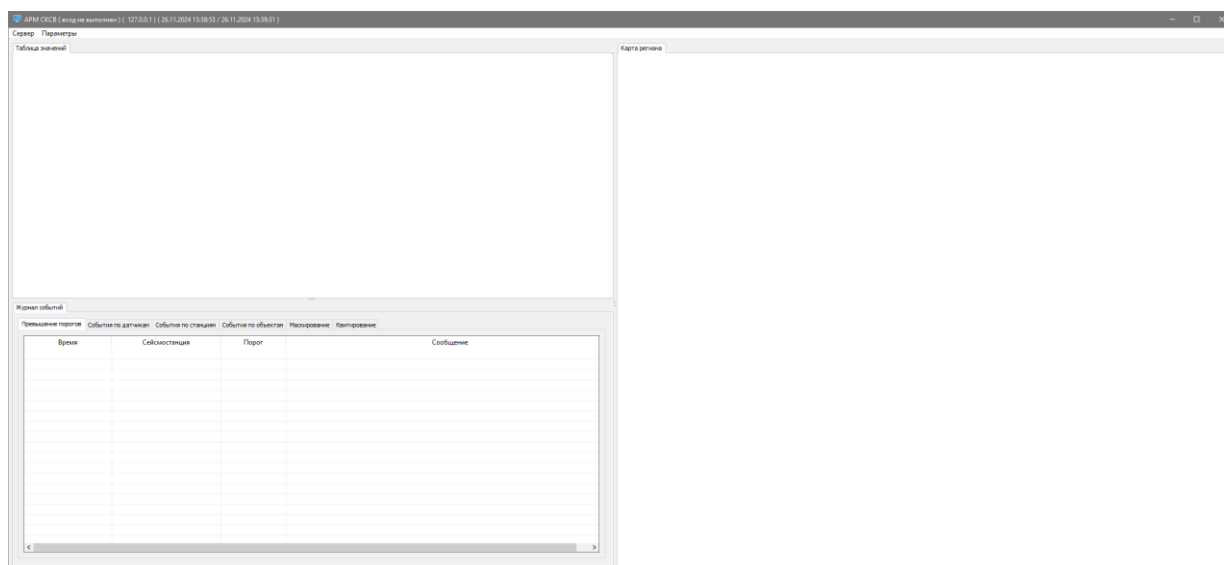 АРМ СКСВ ( вход не выполнен ) ( 127.0.0.1 ) ( 26.11.2024 13:38:53 / 26.11.2024 13:39:31 )
Сервер Параметры
Таблица значений
Карта региона
Журнал событий
Превышение порогов События по датчикам События по станциям События по объектам Маскирование Квитирование
Время Сейсмостанция Порог Сообщение